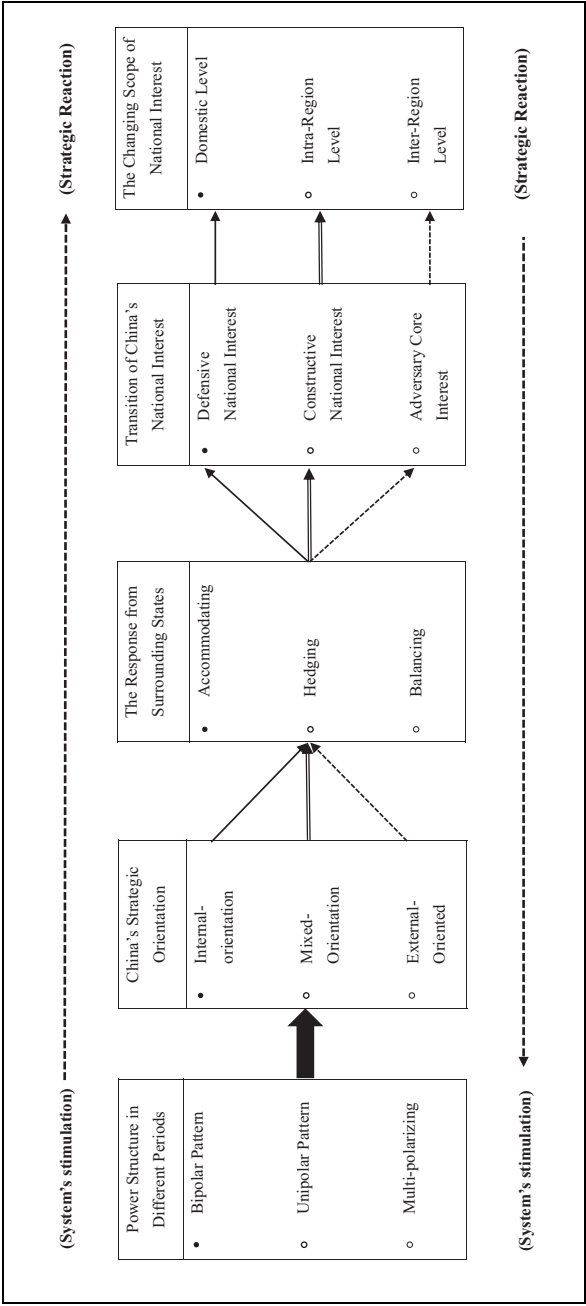 (System's stimulation)
(Strategic Reaction)
Power Structure in
Different Periods
• Bipolar Pattern
○ Unipolar Pattern
○ Multi-polarizing
China's Strategic
Orientation
• Internal-
orientation
○ Mixed-
Orientation
○ External-
Oriented
The Response from
Surrounding States
• Accommodating
○ Hedging
○ Balancing
Transition of China's
National Interest
• Defensive
National Interest
○ Constructive
National Interest
○ Adversary Core
Interest
The Changing Scope of
National Interest
• Domestic Level
○ Intra-Region
Level
○ Inter-Region
Level
(System's stimulation)
(Strategic Reaction)